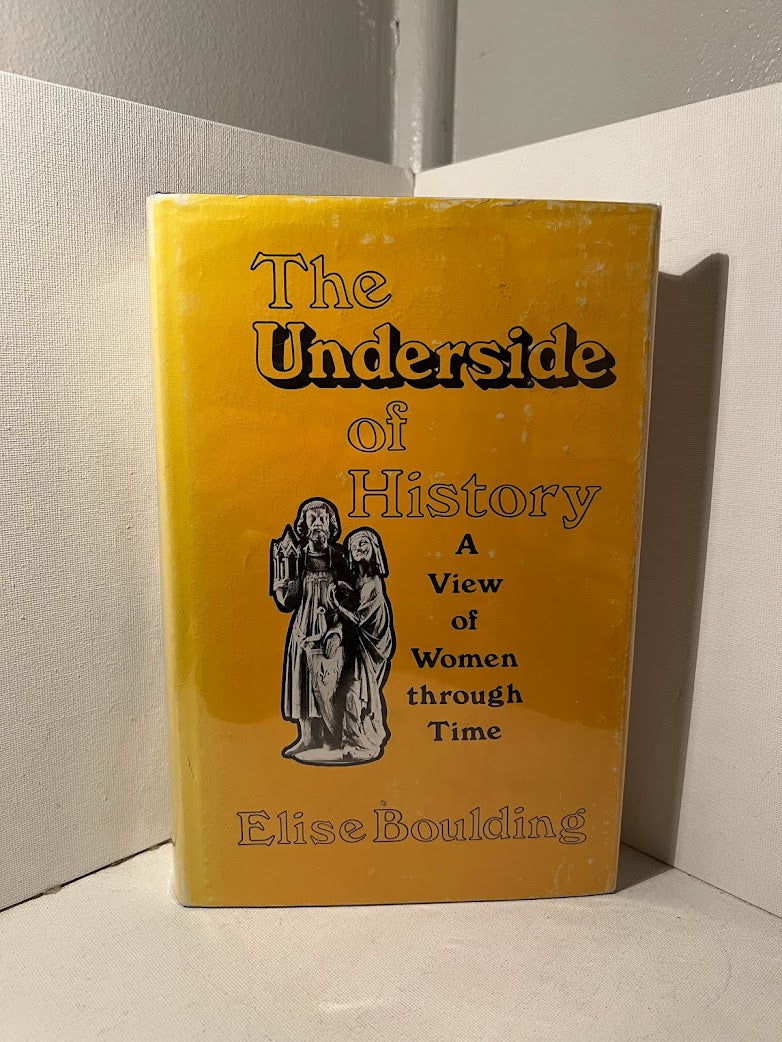 The
Underside
of
History
A
View
of
Women
through
Time
Elise Boulding